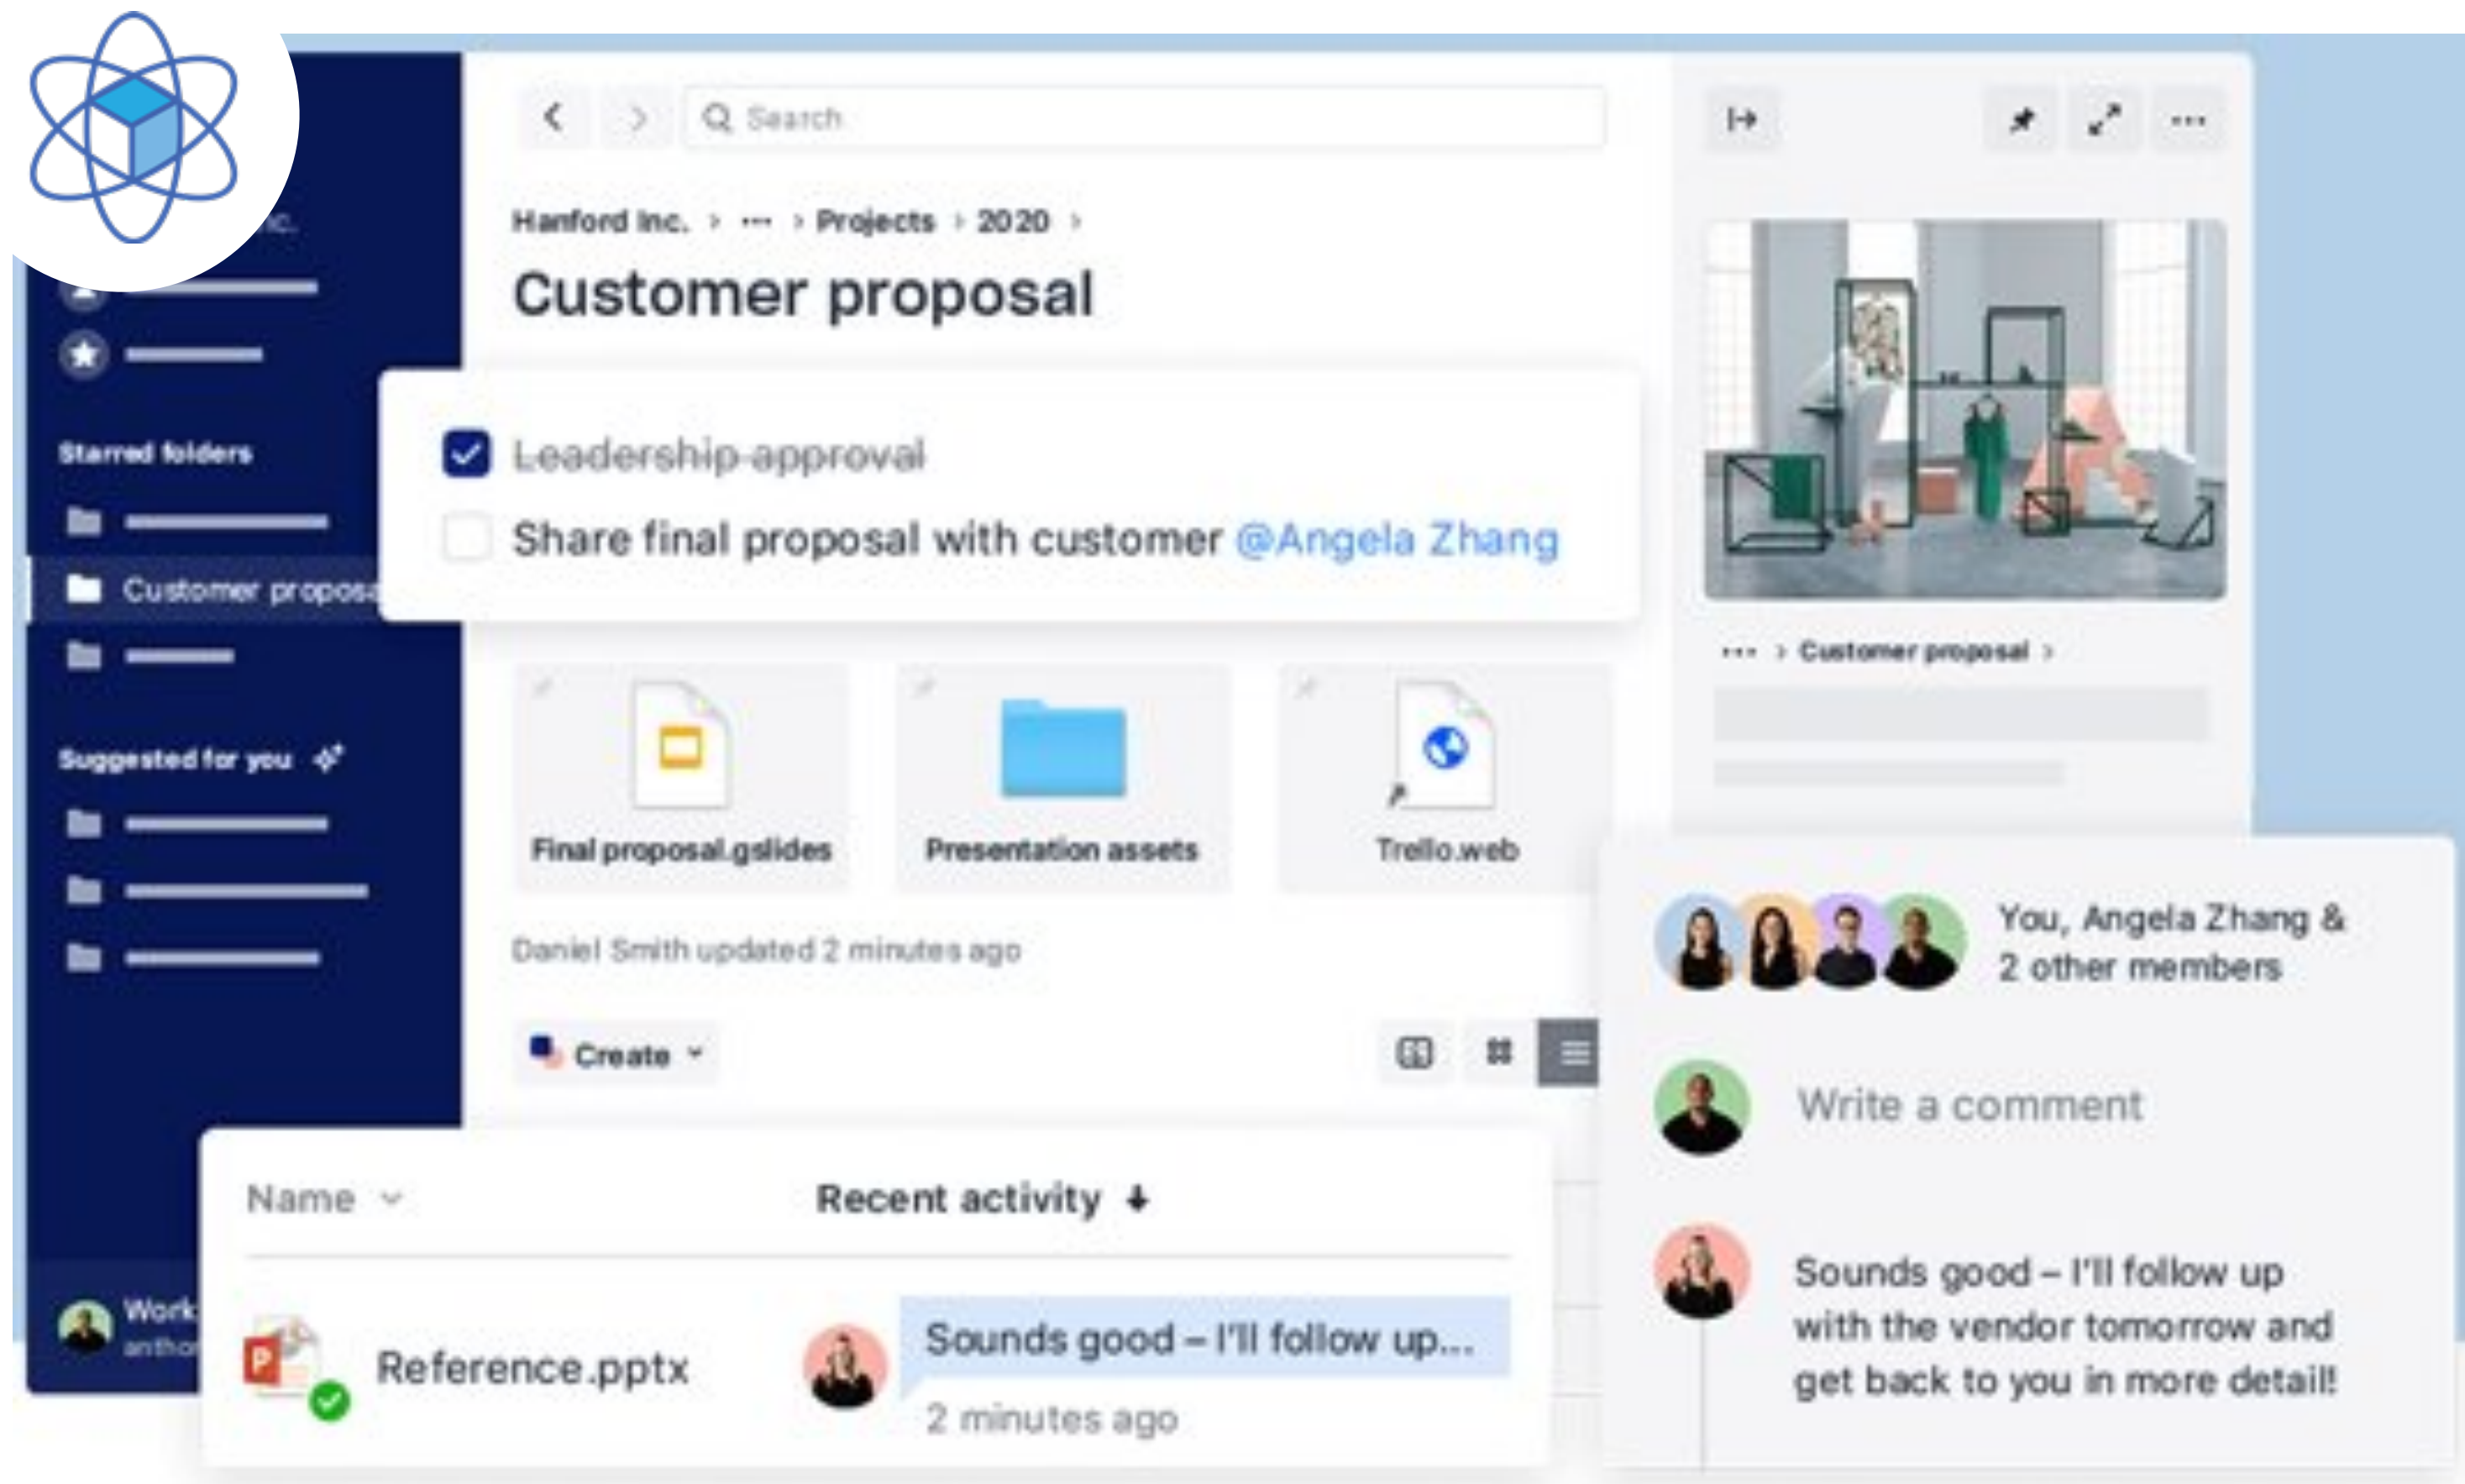 nc.
Starred folders
Customer proposa
Suggested for you
Work
antho
Search
Hanford Inc. > ... > Projects > 2020 >
Customer proposal
Leadership approval
Share final proposal with customer @Angela Zhang
Final proposal.gslides
Presentation assets
Trello.web
Daniel Smith updated 2 minutes ago
Create
Name
Recent activity
P
Reference.pptx
Sounds good – I'll follow up...
2 minutes ago
... > Customer proposal >
You, Angela Zhang &
2 other members
Write a comment
Sounds good – I'll follow up
with the vendor tomorrow and
get back to you in more detail!